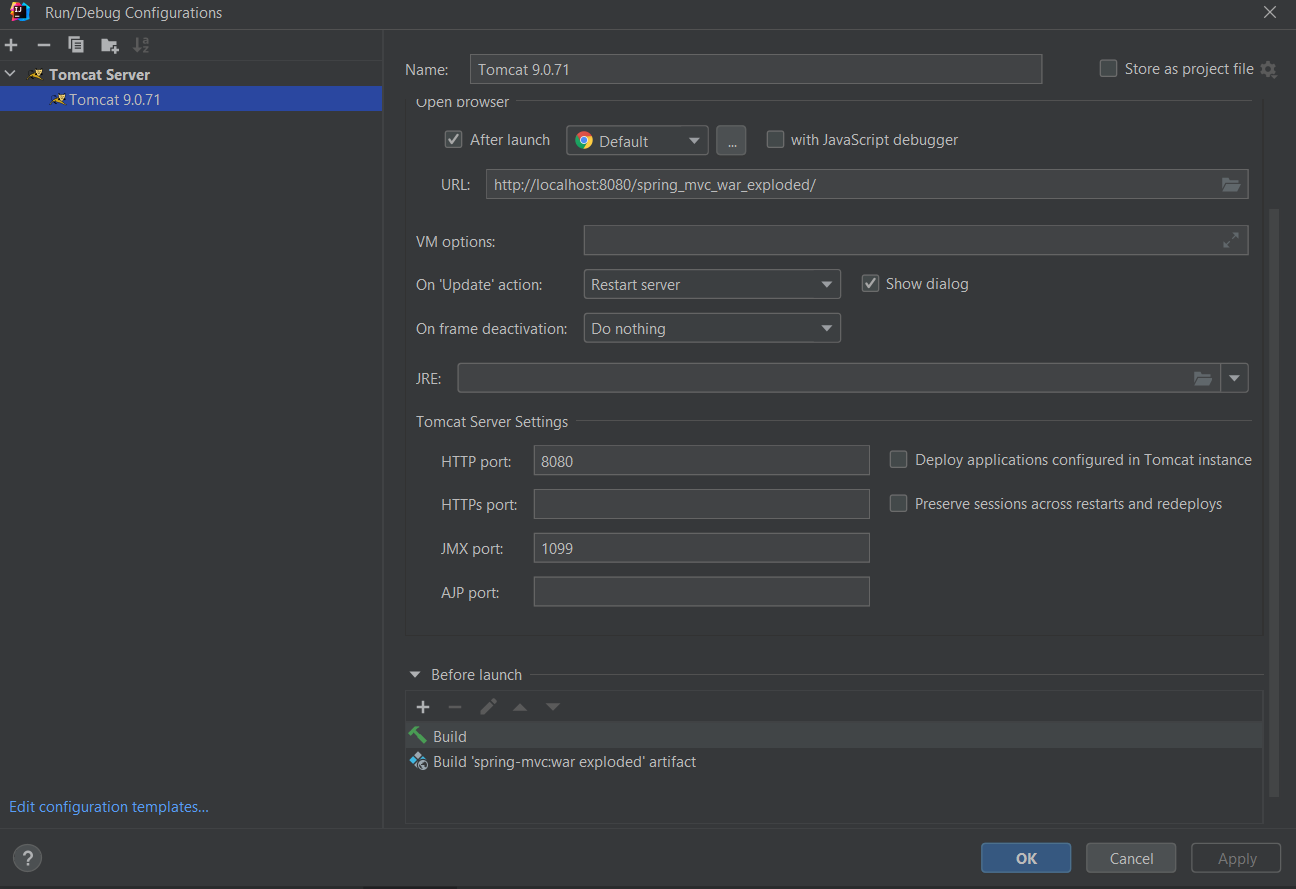 Run/Debug Configurations
Tomcat Server
Tomcat 9.0.71
Name: Tomcat 9.0.71 Store as project file
Open browser
After launch Default ... with JavaScript debugger
URL: http://localhost:8080/spring_mvc_war_exploded/
VM options:
On 'Update' action: Restart server Show dialog
On frame deactivation: Do nothing
JRE:
Tomcat Server Settings
HTTP port: 8080 Deploy applications configured in Tomcat instance
HTTPs port: Preserve sessions across restarts and redeploys
JMX port: 1099
AJP port:
Before launch
Build
Build 'spring-mvc:war exploded' artifact
Edit configuration templates...
? OK Cancel Apply